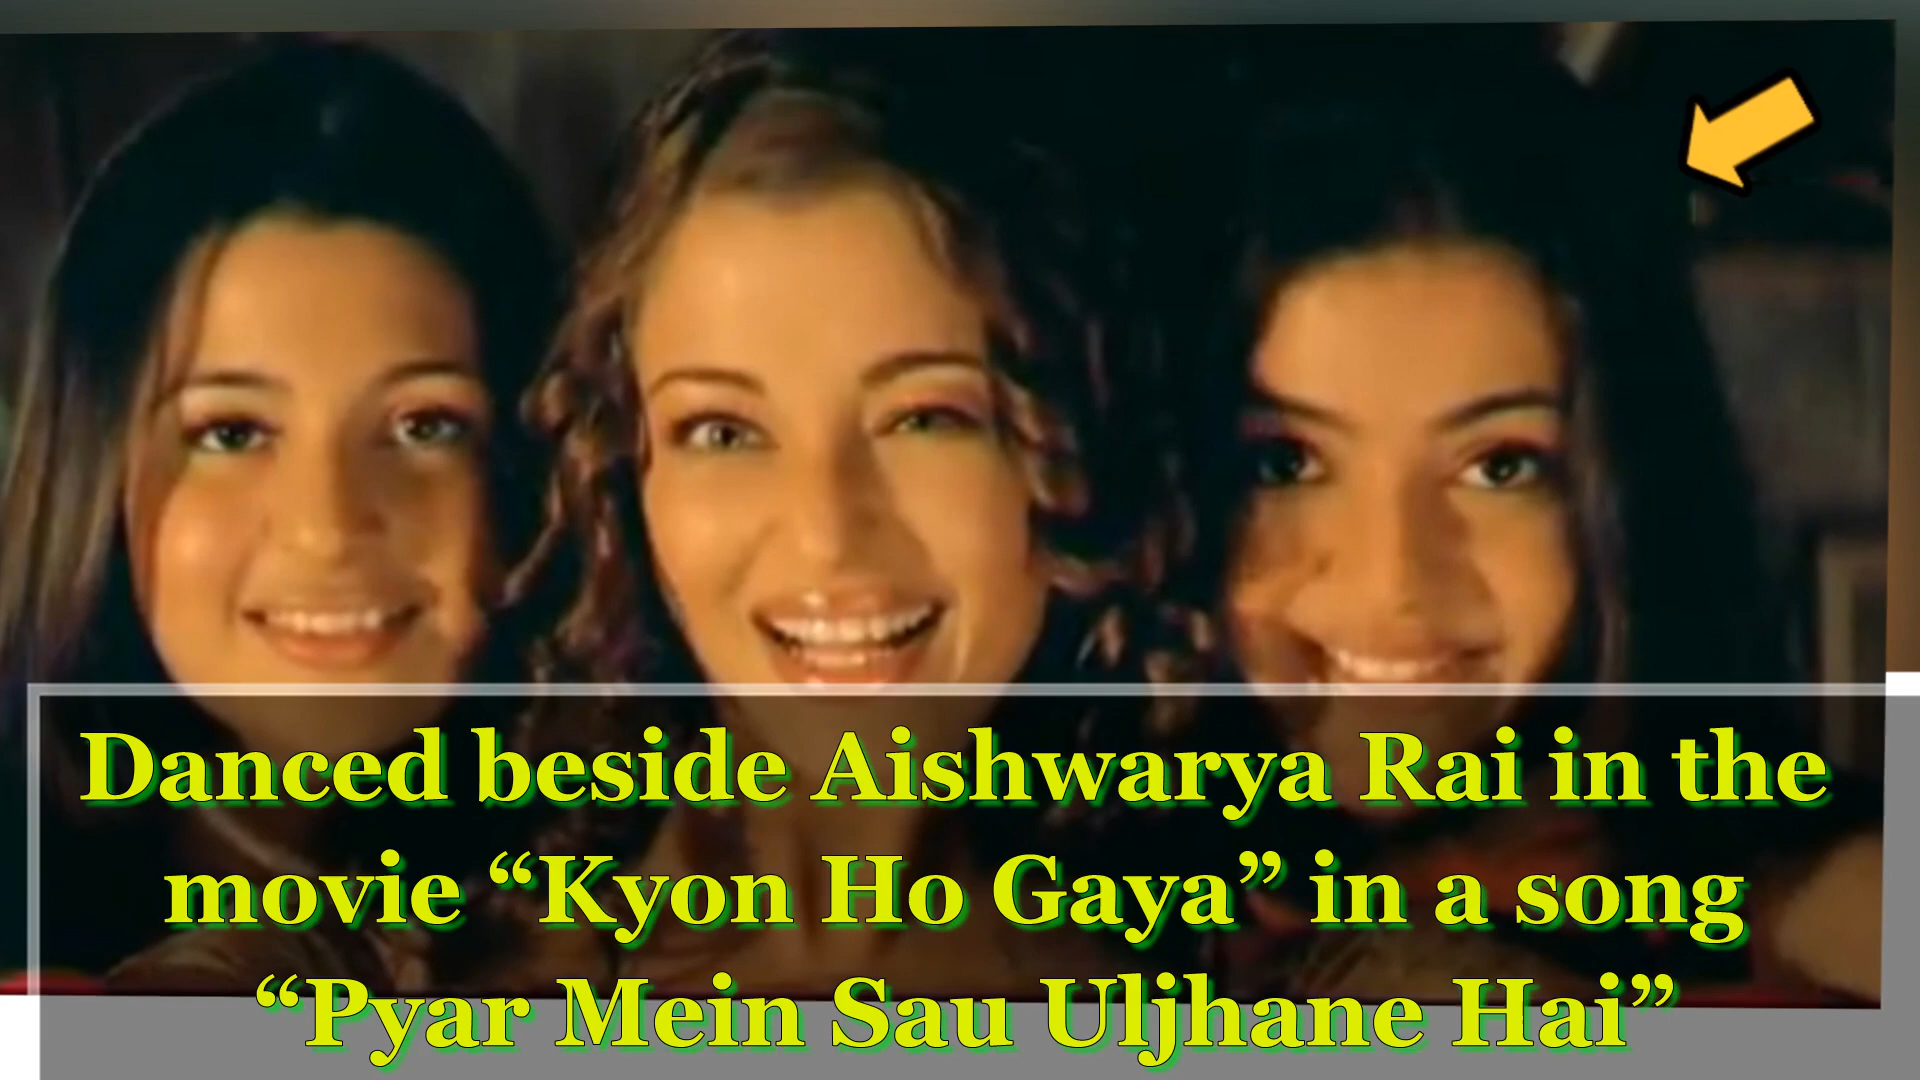 Danced beside Aishwarya Rai in the
movie “Kyon Ho Gaya” in a song
“Pyar Mein Sau Uljhane Hai”